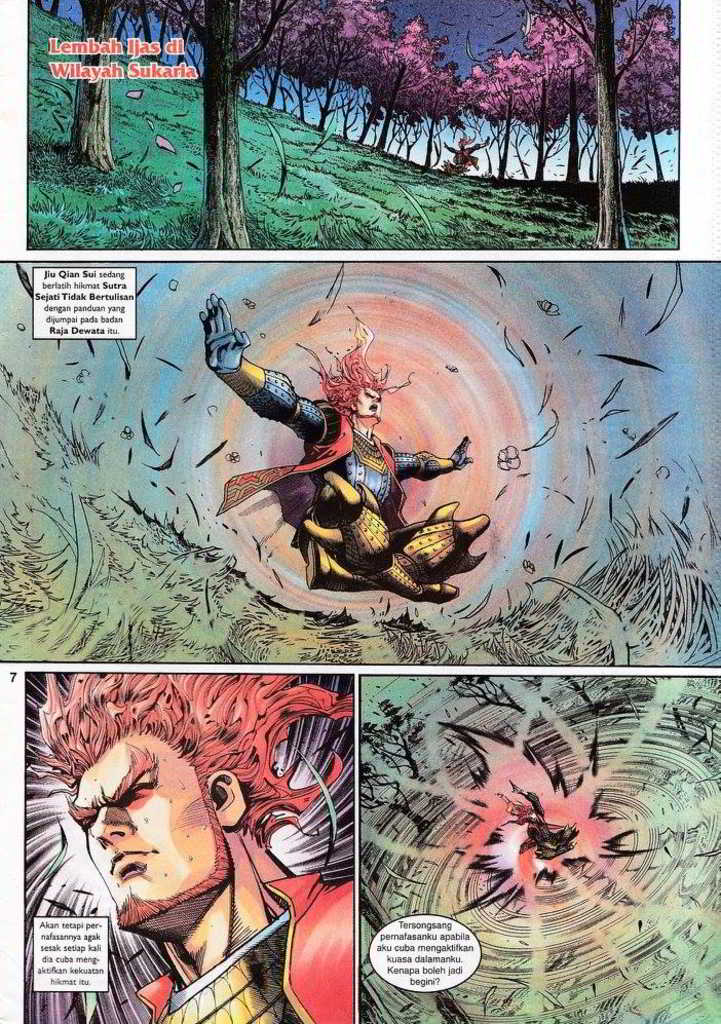 Lembah Ijas di
Wilayah Sukaria
Jiu Qian Sui sedang
berlatih hikmat Sutra
Sejati Tidak Bertulisan
dengan panduan yang
dijumpai pada badan
Raja Dewata itu.
7
Akan tetapi per-
nafasannya agak
sesak setiap kali
dia cuba meng-
aktifkan kekuatan
hikmat itu.
Tersongsang
pernafasanku apabila
aku cuba mengaktifkan
kuasa dalamanku.
Kenapa boleh jadi
begini?